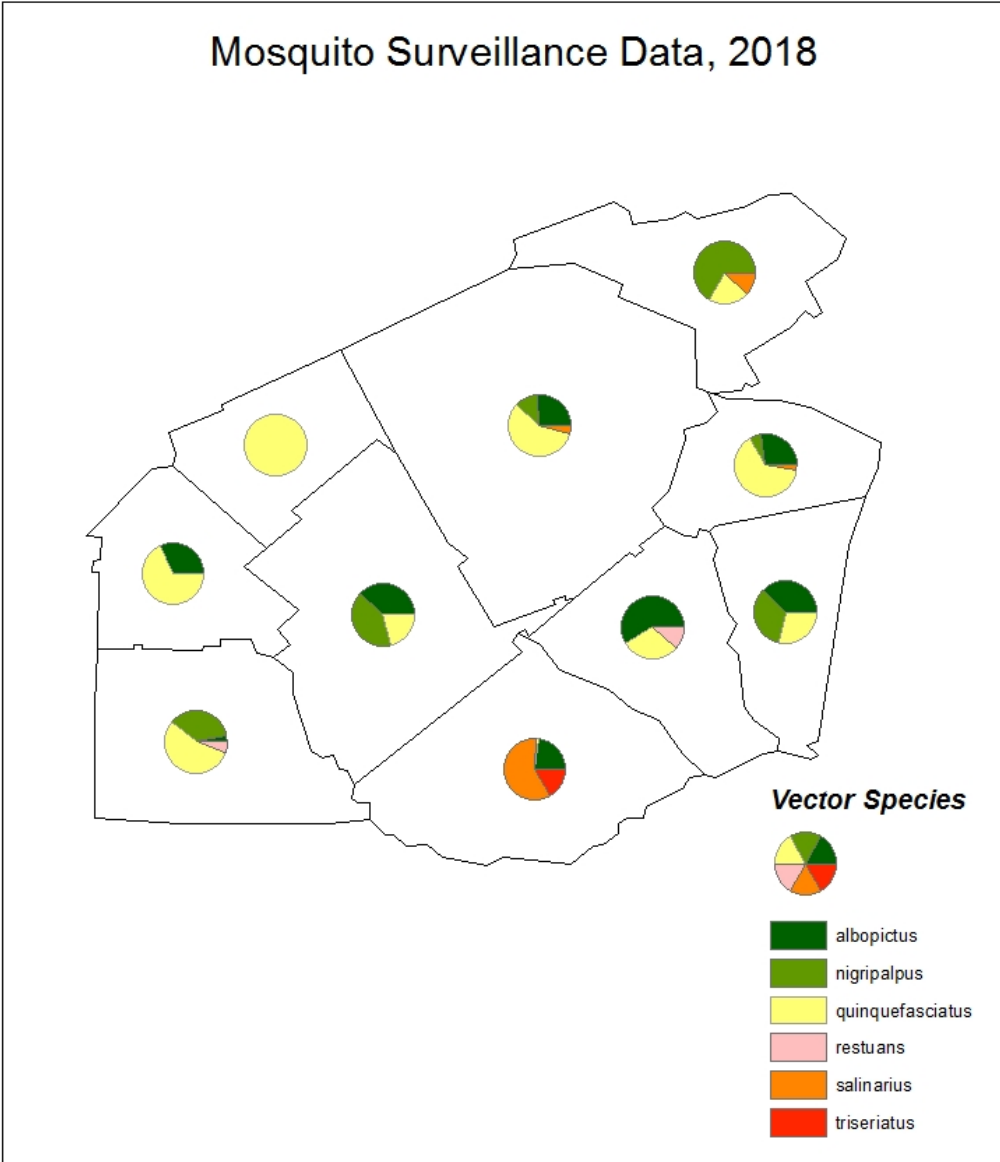 Mosquito Surveillance Data, 2018
Vector Species
albopictus
nigripalpus
quinquefasciatus
restuans
salinarius
triseriatus